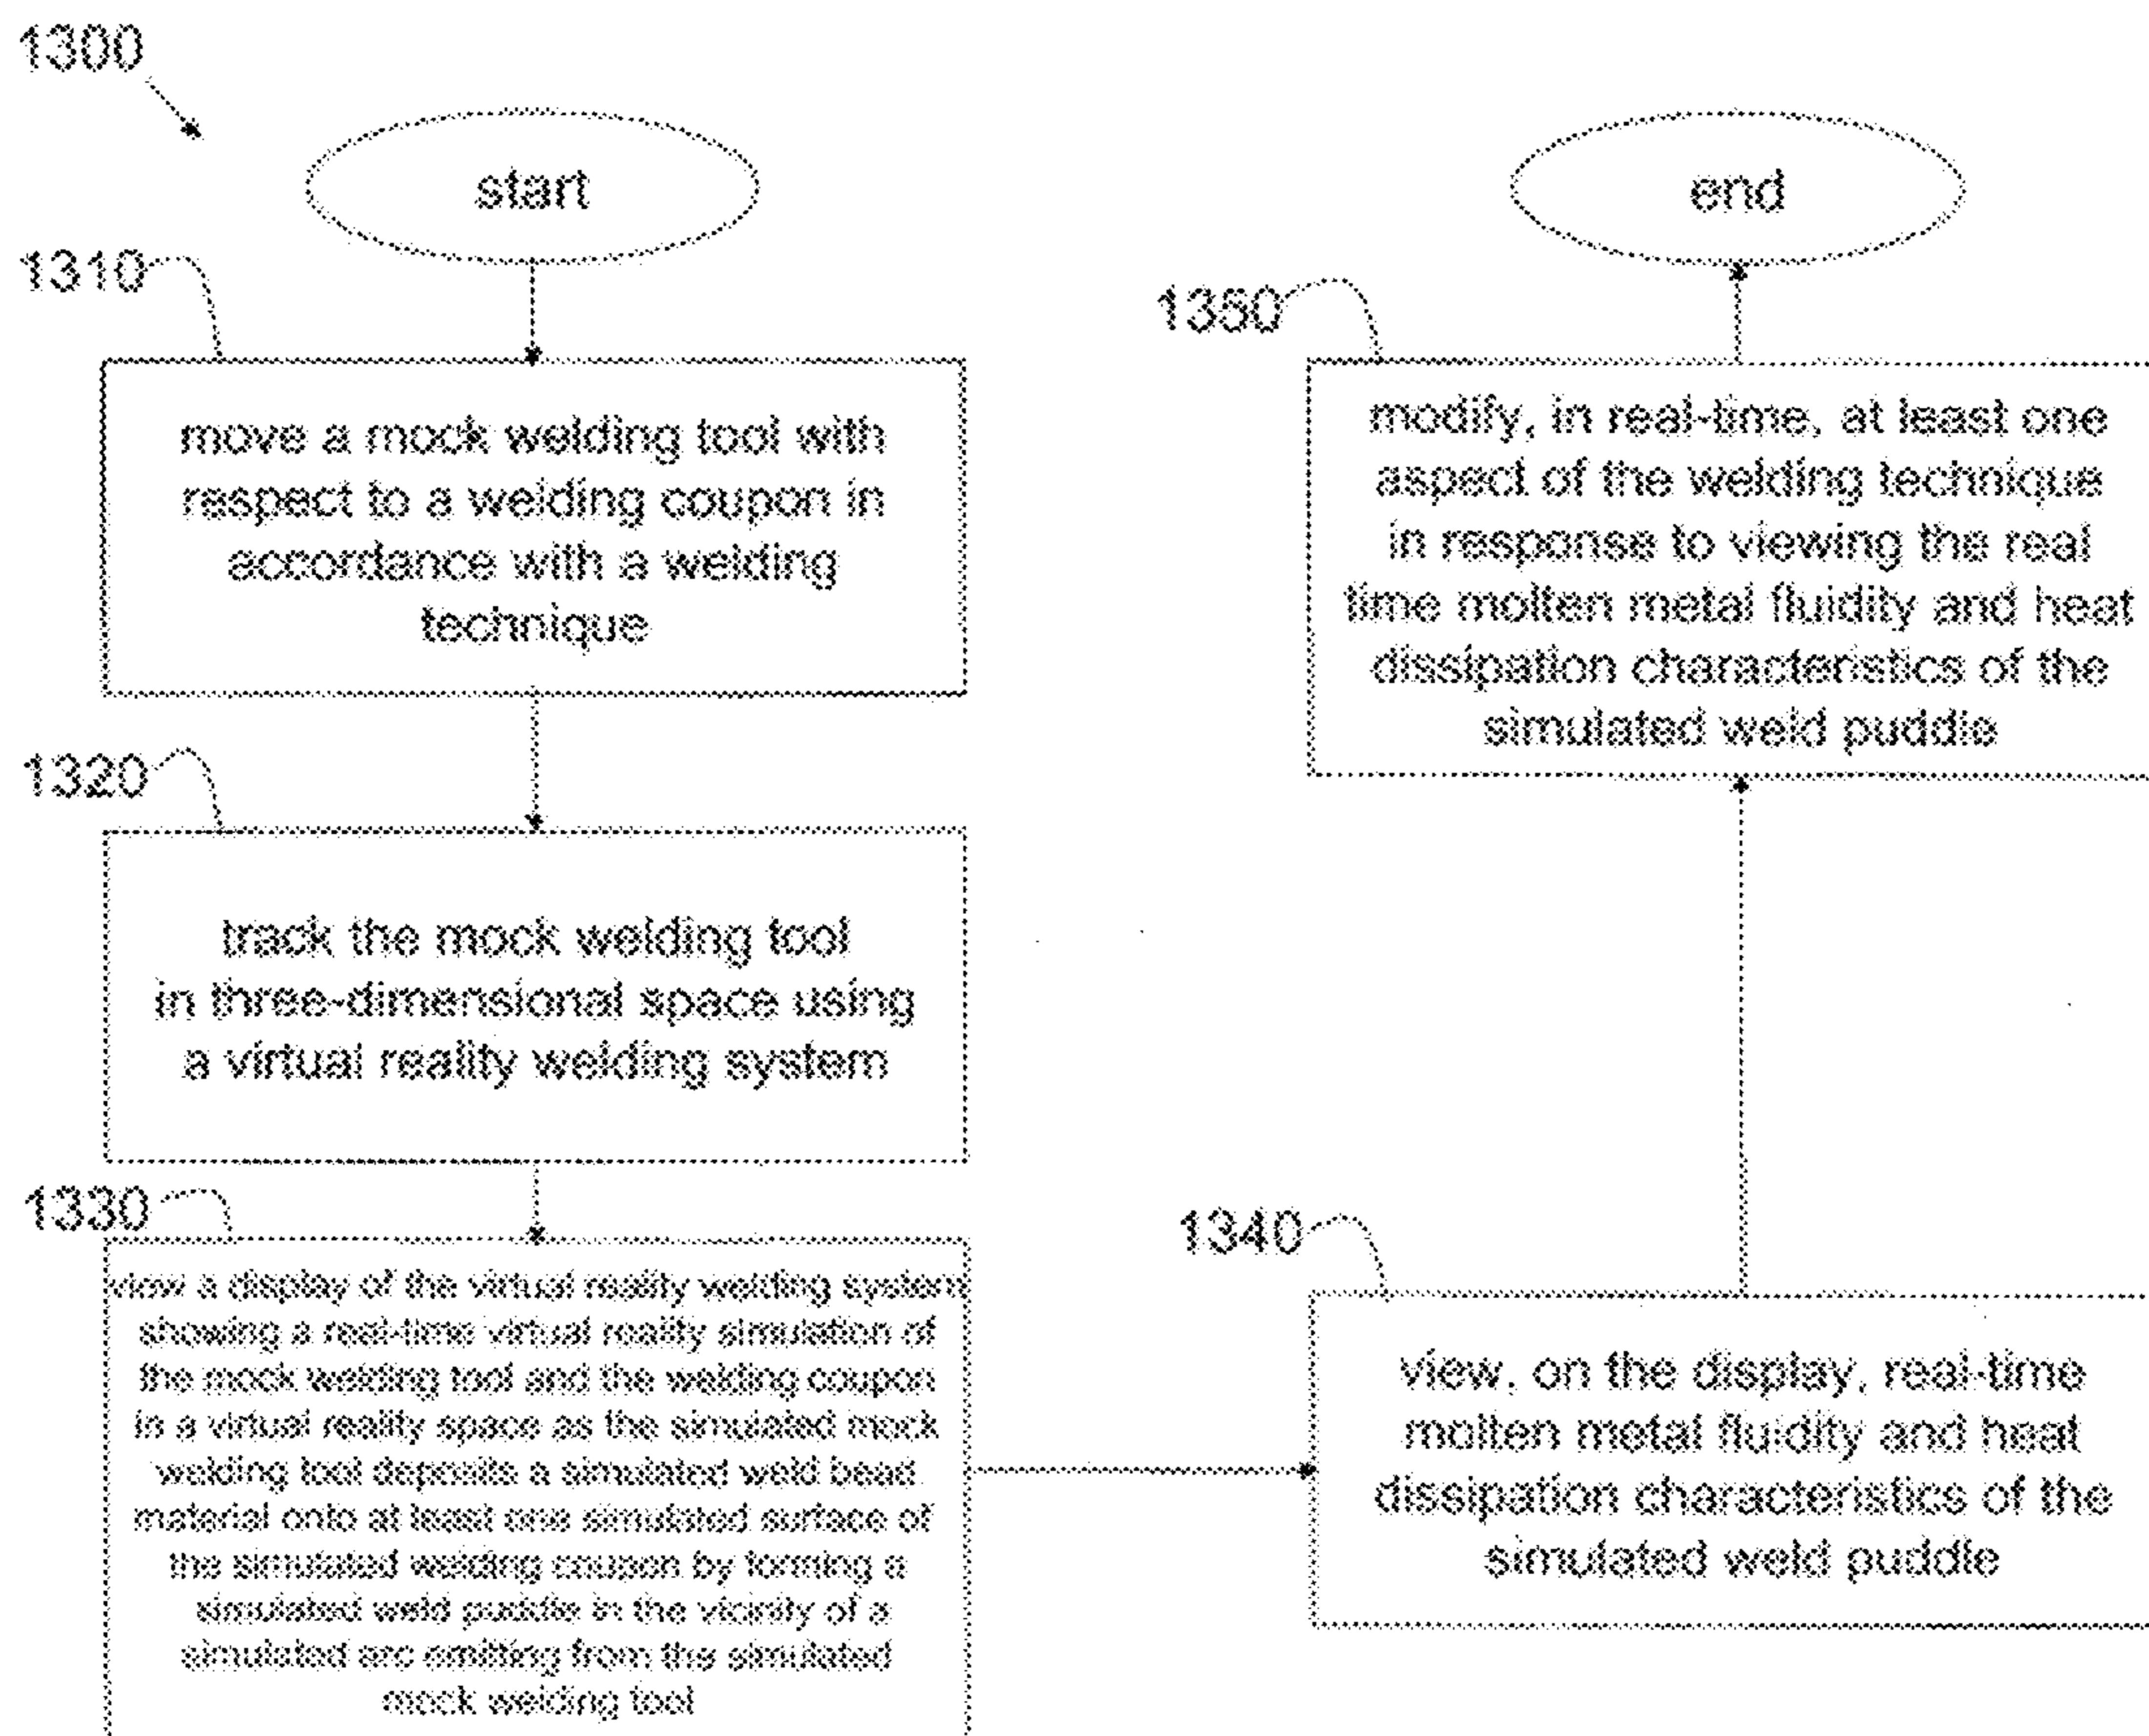 1300
start
1310
move a mock welding tool with
respect to a welding coupon in
accordance with a welding
technique
1320
track the mock welding tool
in three-dimensional space using
a virtual reality welding system
1330
view a display of the virtual reality welding system
showing a real-time virtual reality simulation of
the mock welding tool and the welding coupon
in a virtual reality space as the simulated mock
welding tool deposits a simulated weld bead
material onto at least one simulated surface of
the simulated welding coupon by forming a
simulated weld puddle in the vicinity of a
simulated arc emitting from the simulated
mock welding tool
1340
view, on the display, real-time
molten metal fluidity and heat
dissipation characteristics of the
simulated weld puddle
1350
modify, in real-time, at least one
aspect of the welding technique
in response to viewing the real
time molten metal fluidity and heat
dissipation characteristics of the
simulated weld puddle
end